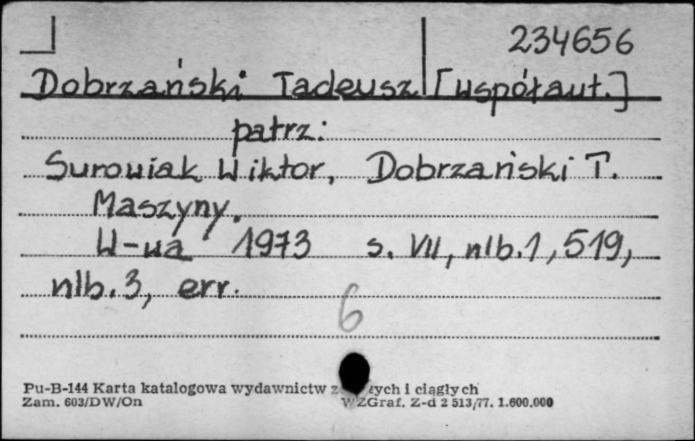 234656
Dobrzański Tadeusz [współaut.]
patrz:
Surowiak Wiktor, Dobrzański T.
Maszyny.
W-wa 1973 s. VII, nlb.1, 519,
nlb.3, err.
6
Pu-B-144 Karta katalogowa wydawnictw i ciągłych
Zam. 603/DW/On WZGraf. Z-d 2 513/77. 1.600.000